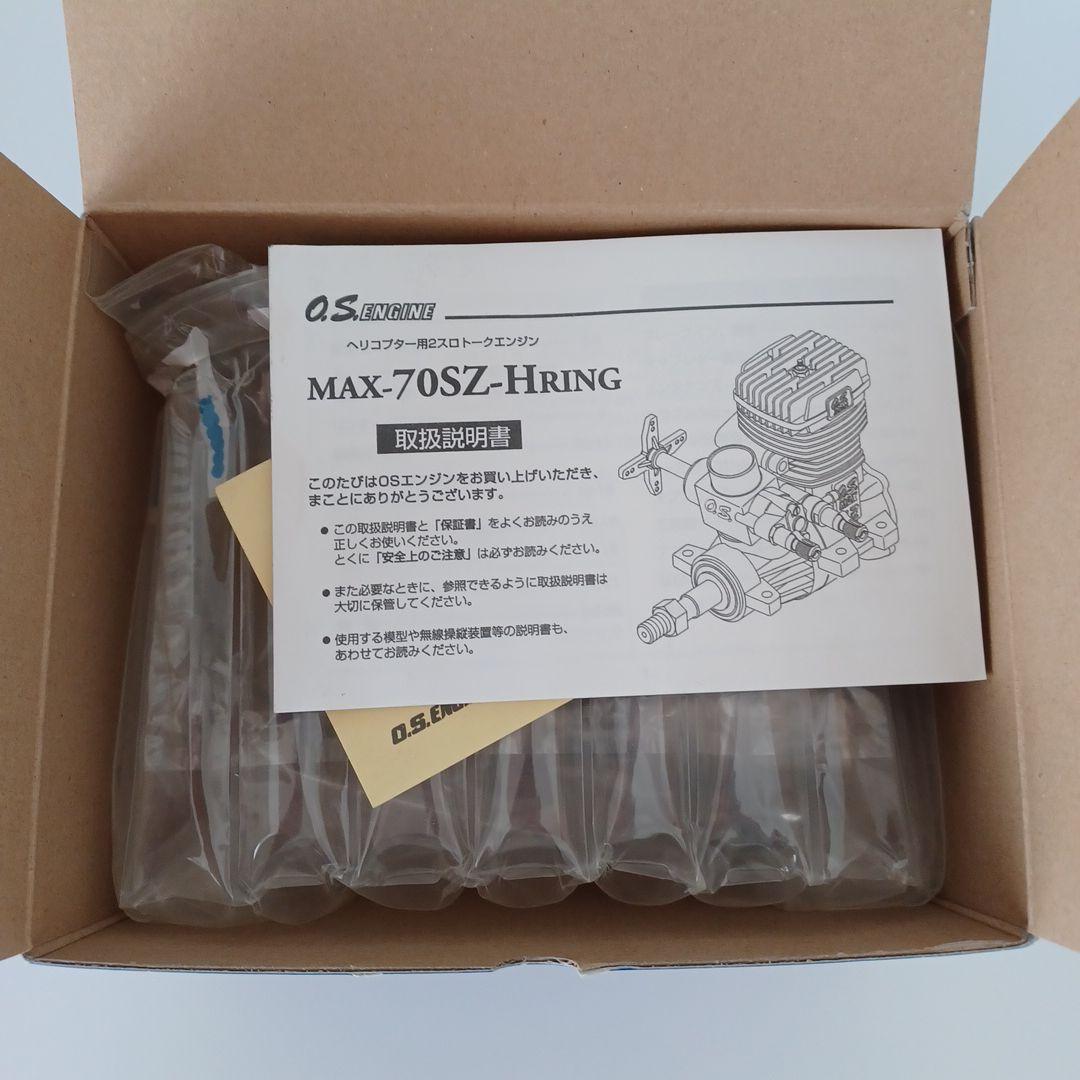 O.S. ENGINE
ヘリコプター用2スロトークエンジン
MAX-70SZ-HRING
取扱説明書
このたびはOSエンジンをお買い上げいただき、
まことにありがとうございます。
● この取扱説明書と「保証書」をよくお読みのうえ
正しくお使いください。
とくに「安全上のご注意」は必ずお読みください。
● また必要なときに、参照できるように取扱説明書は
大切に保管してください。
● 使用する模型や無線操縦装置等の説明書も、
あわせてお読みください。
O.S.
O.S.